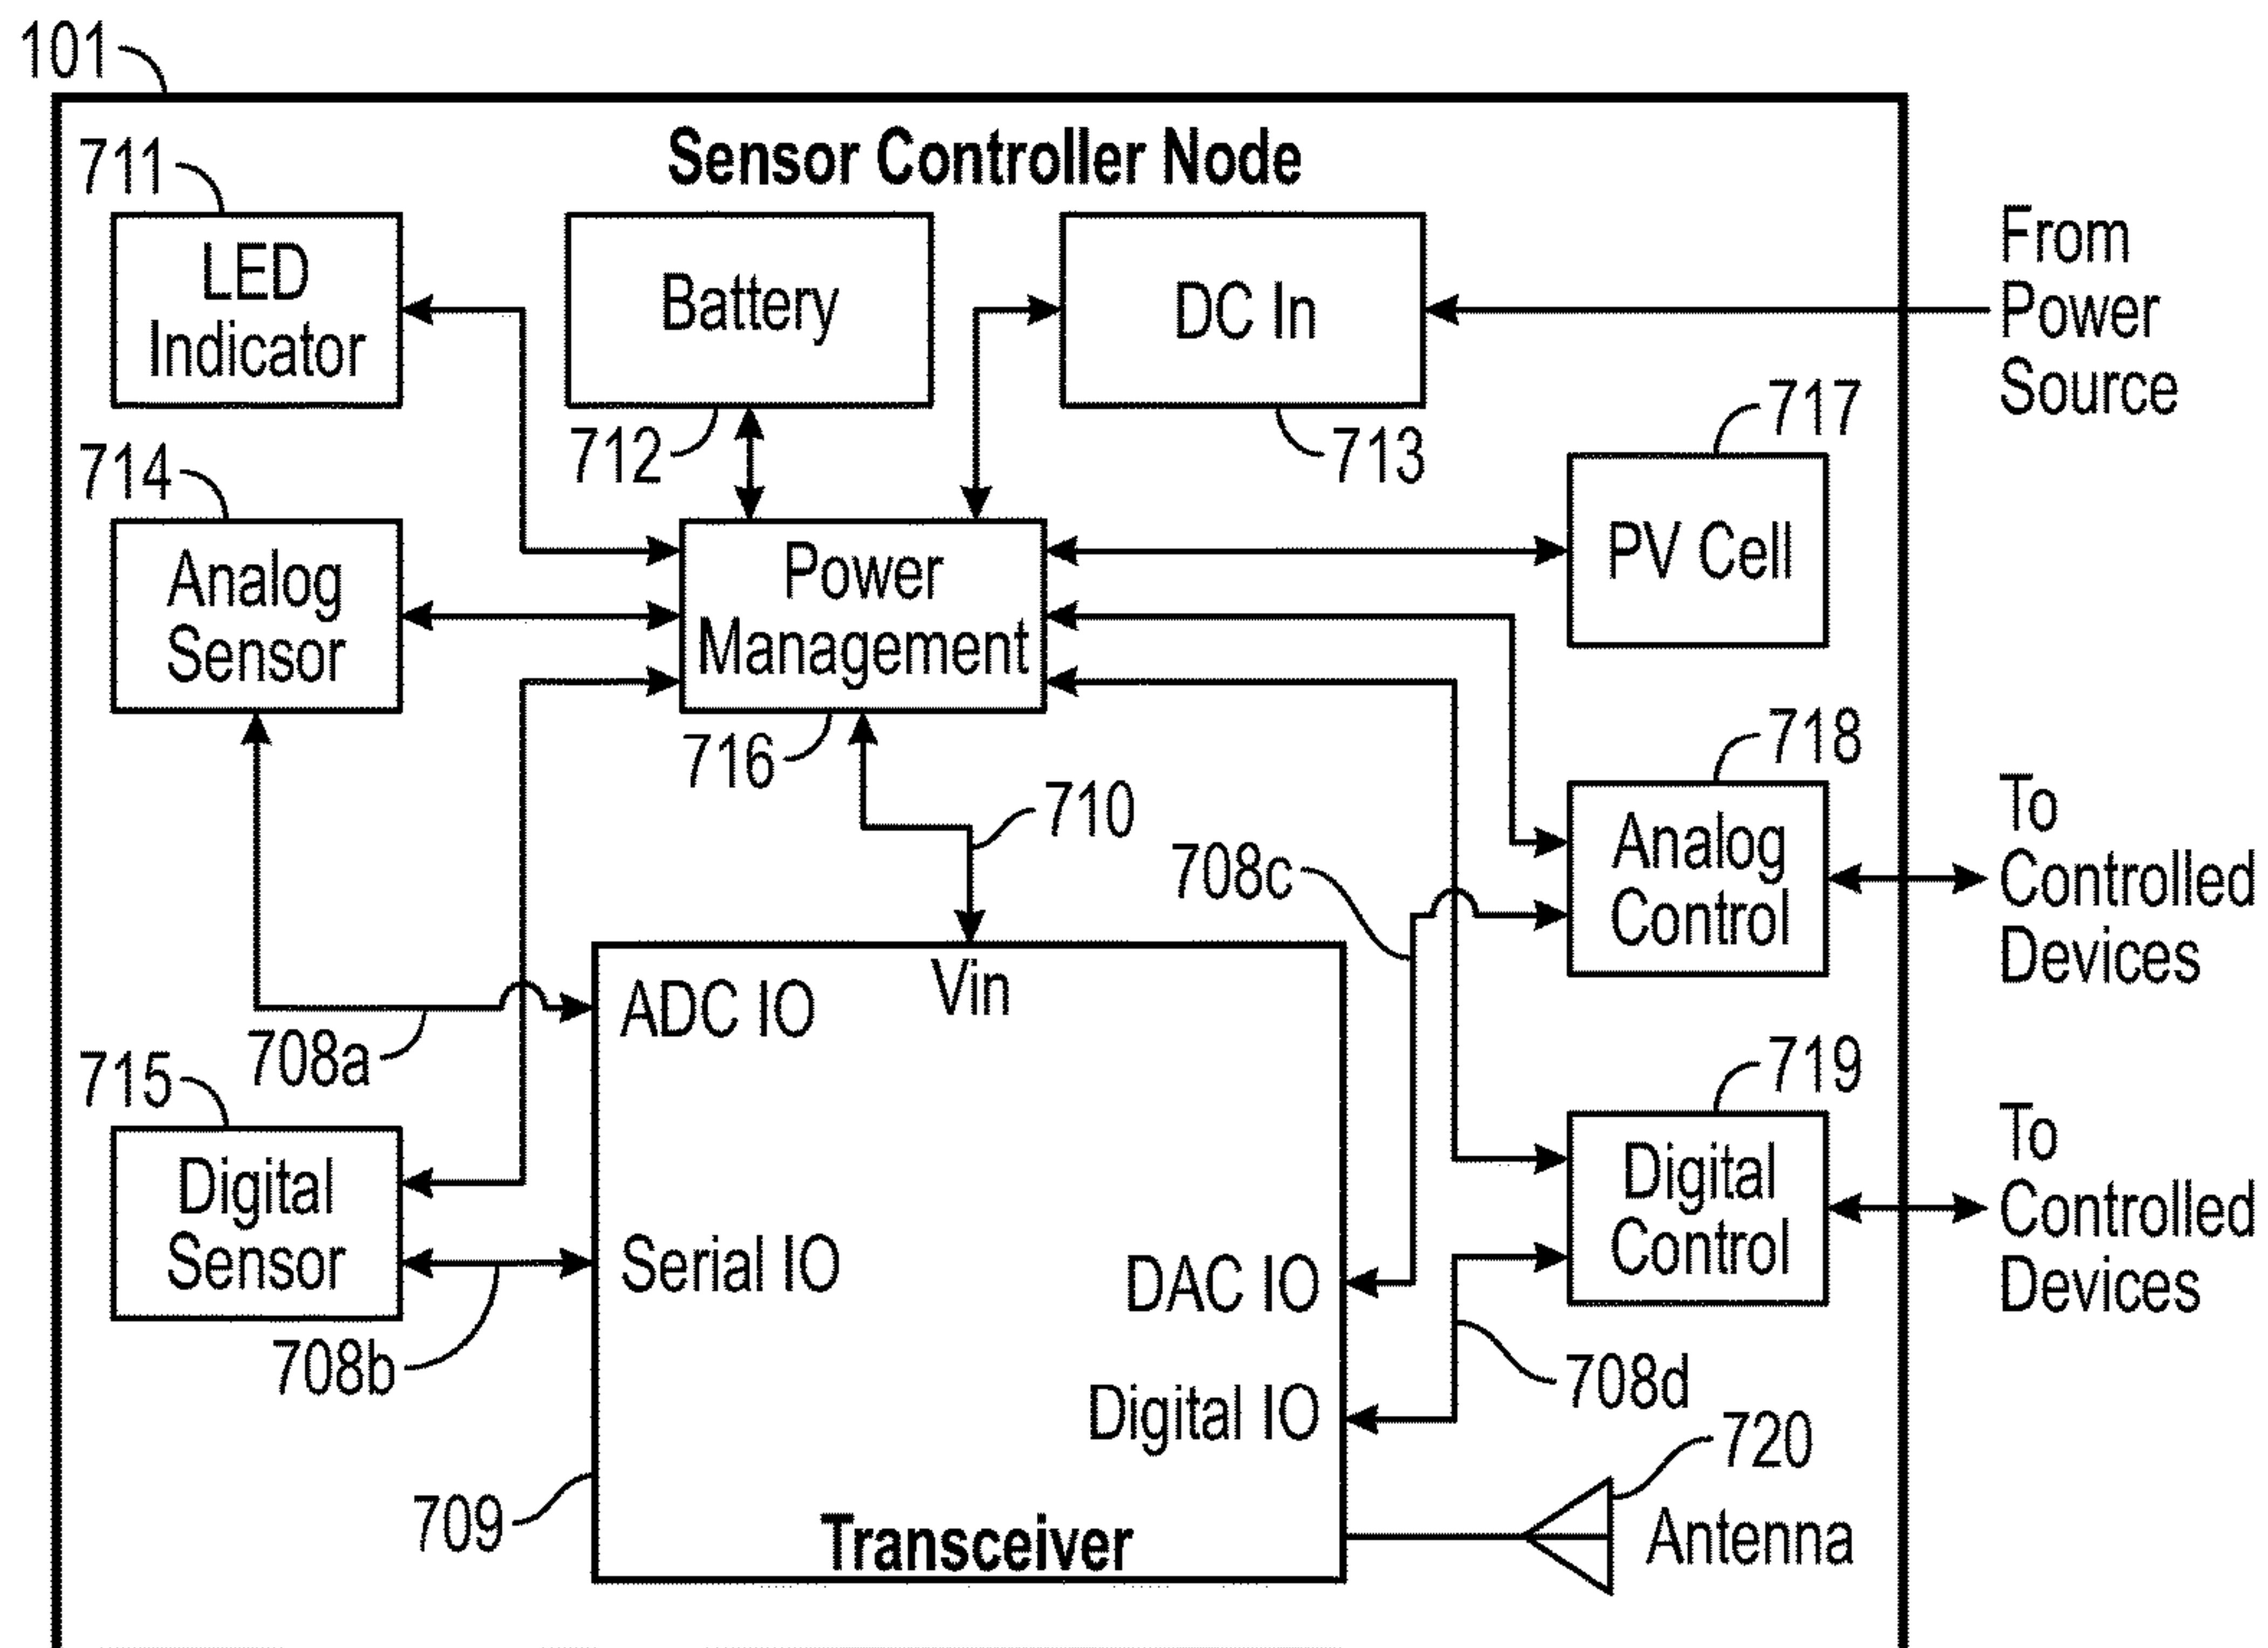 101
Sensor Controller Node
711
LED
Indicator
Battery
712
DC In
713
From
Power
Source
717
PV Cell
714
Analog
Sensor
Power
Management
716
710
718
Analog
Control
To
Controlled
Devices
708c
708a
ADC IO
Vin
715
Digital
Sensor
708b
Serial IO
DAC IO
Digital IO
719
Digital
Control
To
Controlled
Devices
708d
709
Transceiver
720
Antenna